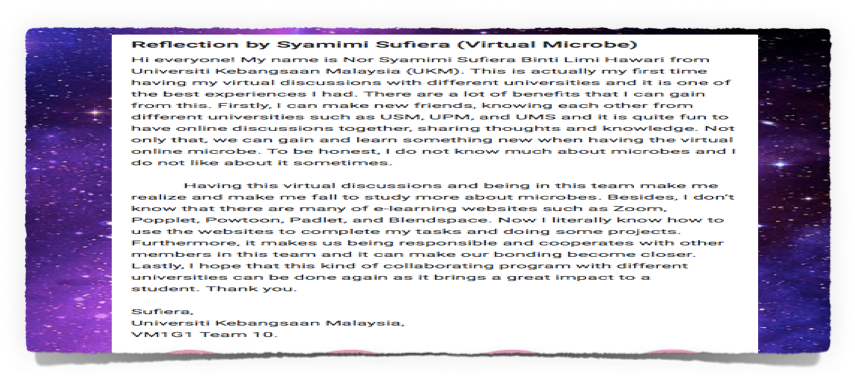 Reflection by Syamimi Sufiera (Virtual Microbe)
Hi everyone! My name is Nor Syamimi Sufiera Binti Limi Hawari from
Universiti Kebangsaan Malaysia (UKM). This is actually my first time
having my virtual discussions with different universities and it is one of
the best experiences I had. There are a lot of benefits that I can gain
from this. Firstly, I can make new friends, knowing each other from
different universities such as USM, UPM, and UMS and it is quite fun to
have online discussions together, sharing thoughts and knowledge. Not
only that, we can gain and learn something new when having the virtual
online microbe. To be honest, I do not know much about microbes and I
do not like about it sometimes.
Having this virtual discussions and being in this team make me
realize and make me fall to study more about microbes. Besides, I don't
know that there are many of e-learning websites such as Zoom,
Popplet, Powtoon, Padlet, and Blendspace. Now I literally know how to
use the websites to complete my tasks and doing some projects.
Furthermore, it makes us being responsible and cooperates with other
members in this team and it can make our bonding become closer.
Lastly, I hope that this kind of collaborating program with different
universities can be done again as it brings a great impact to a
student. Thank you.
Sufiera,
Universiti Kebangsaan Malaysia,
VM1G1 Team 10.